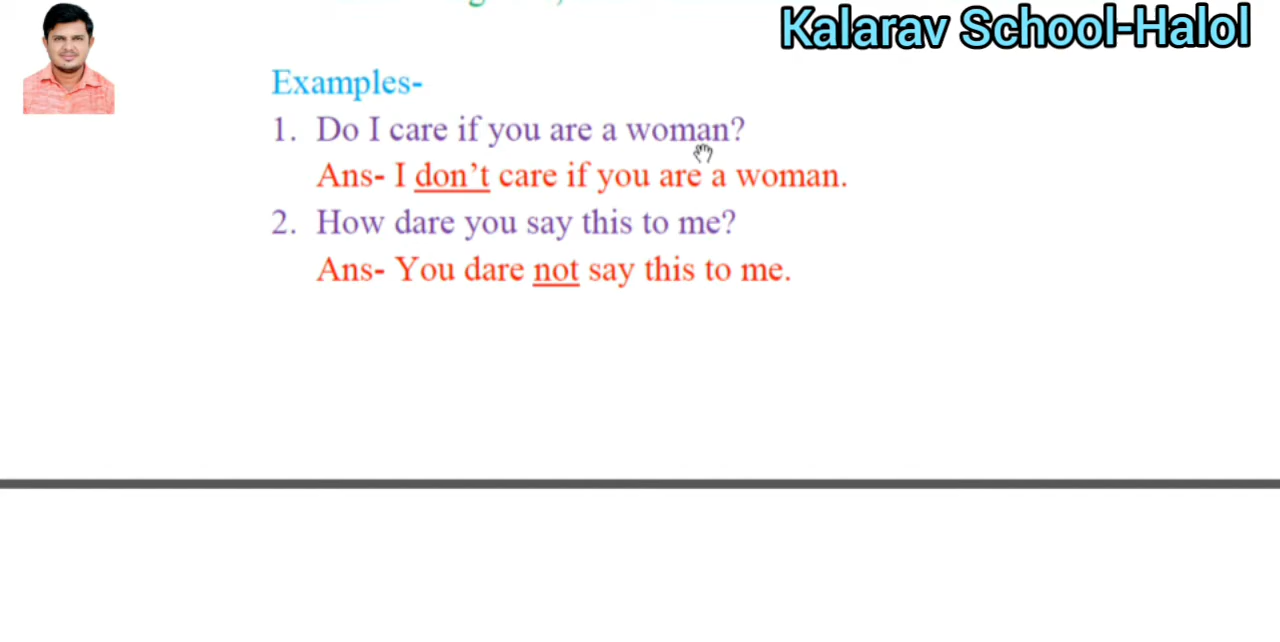 Kalarav School-Halol
Examples-
1. Do I care if you are a woman?
Ans- I don't care if you are a woman.
2. How dare you say this to me?
Ans- You dare not say this to me.